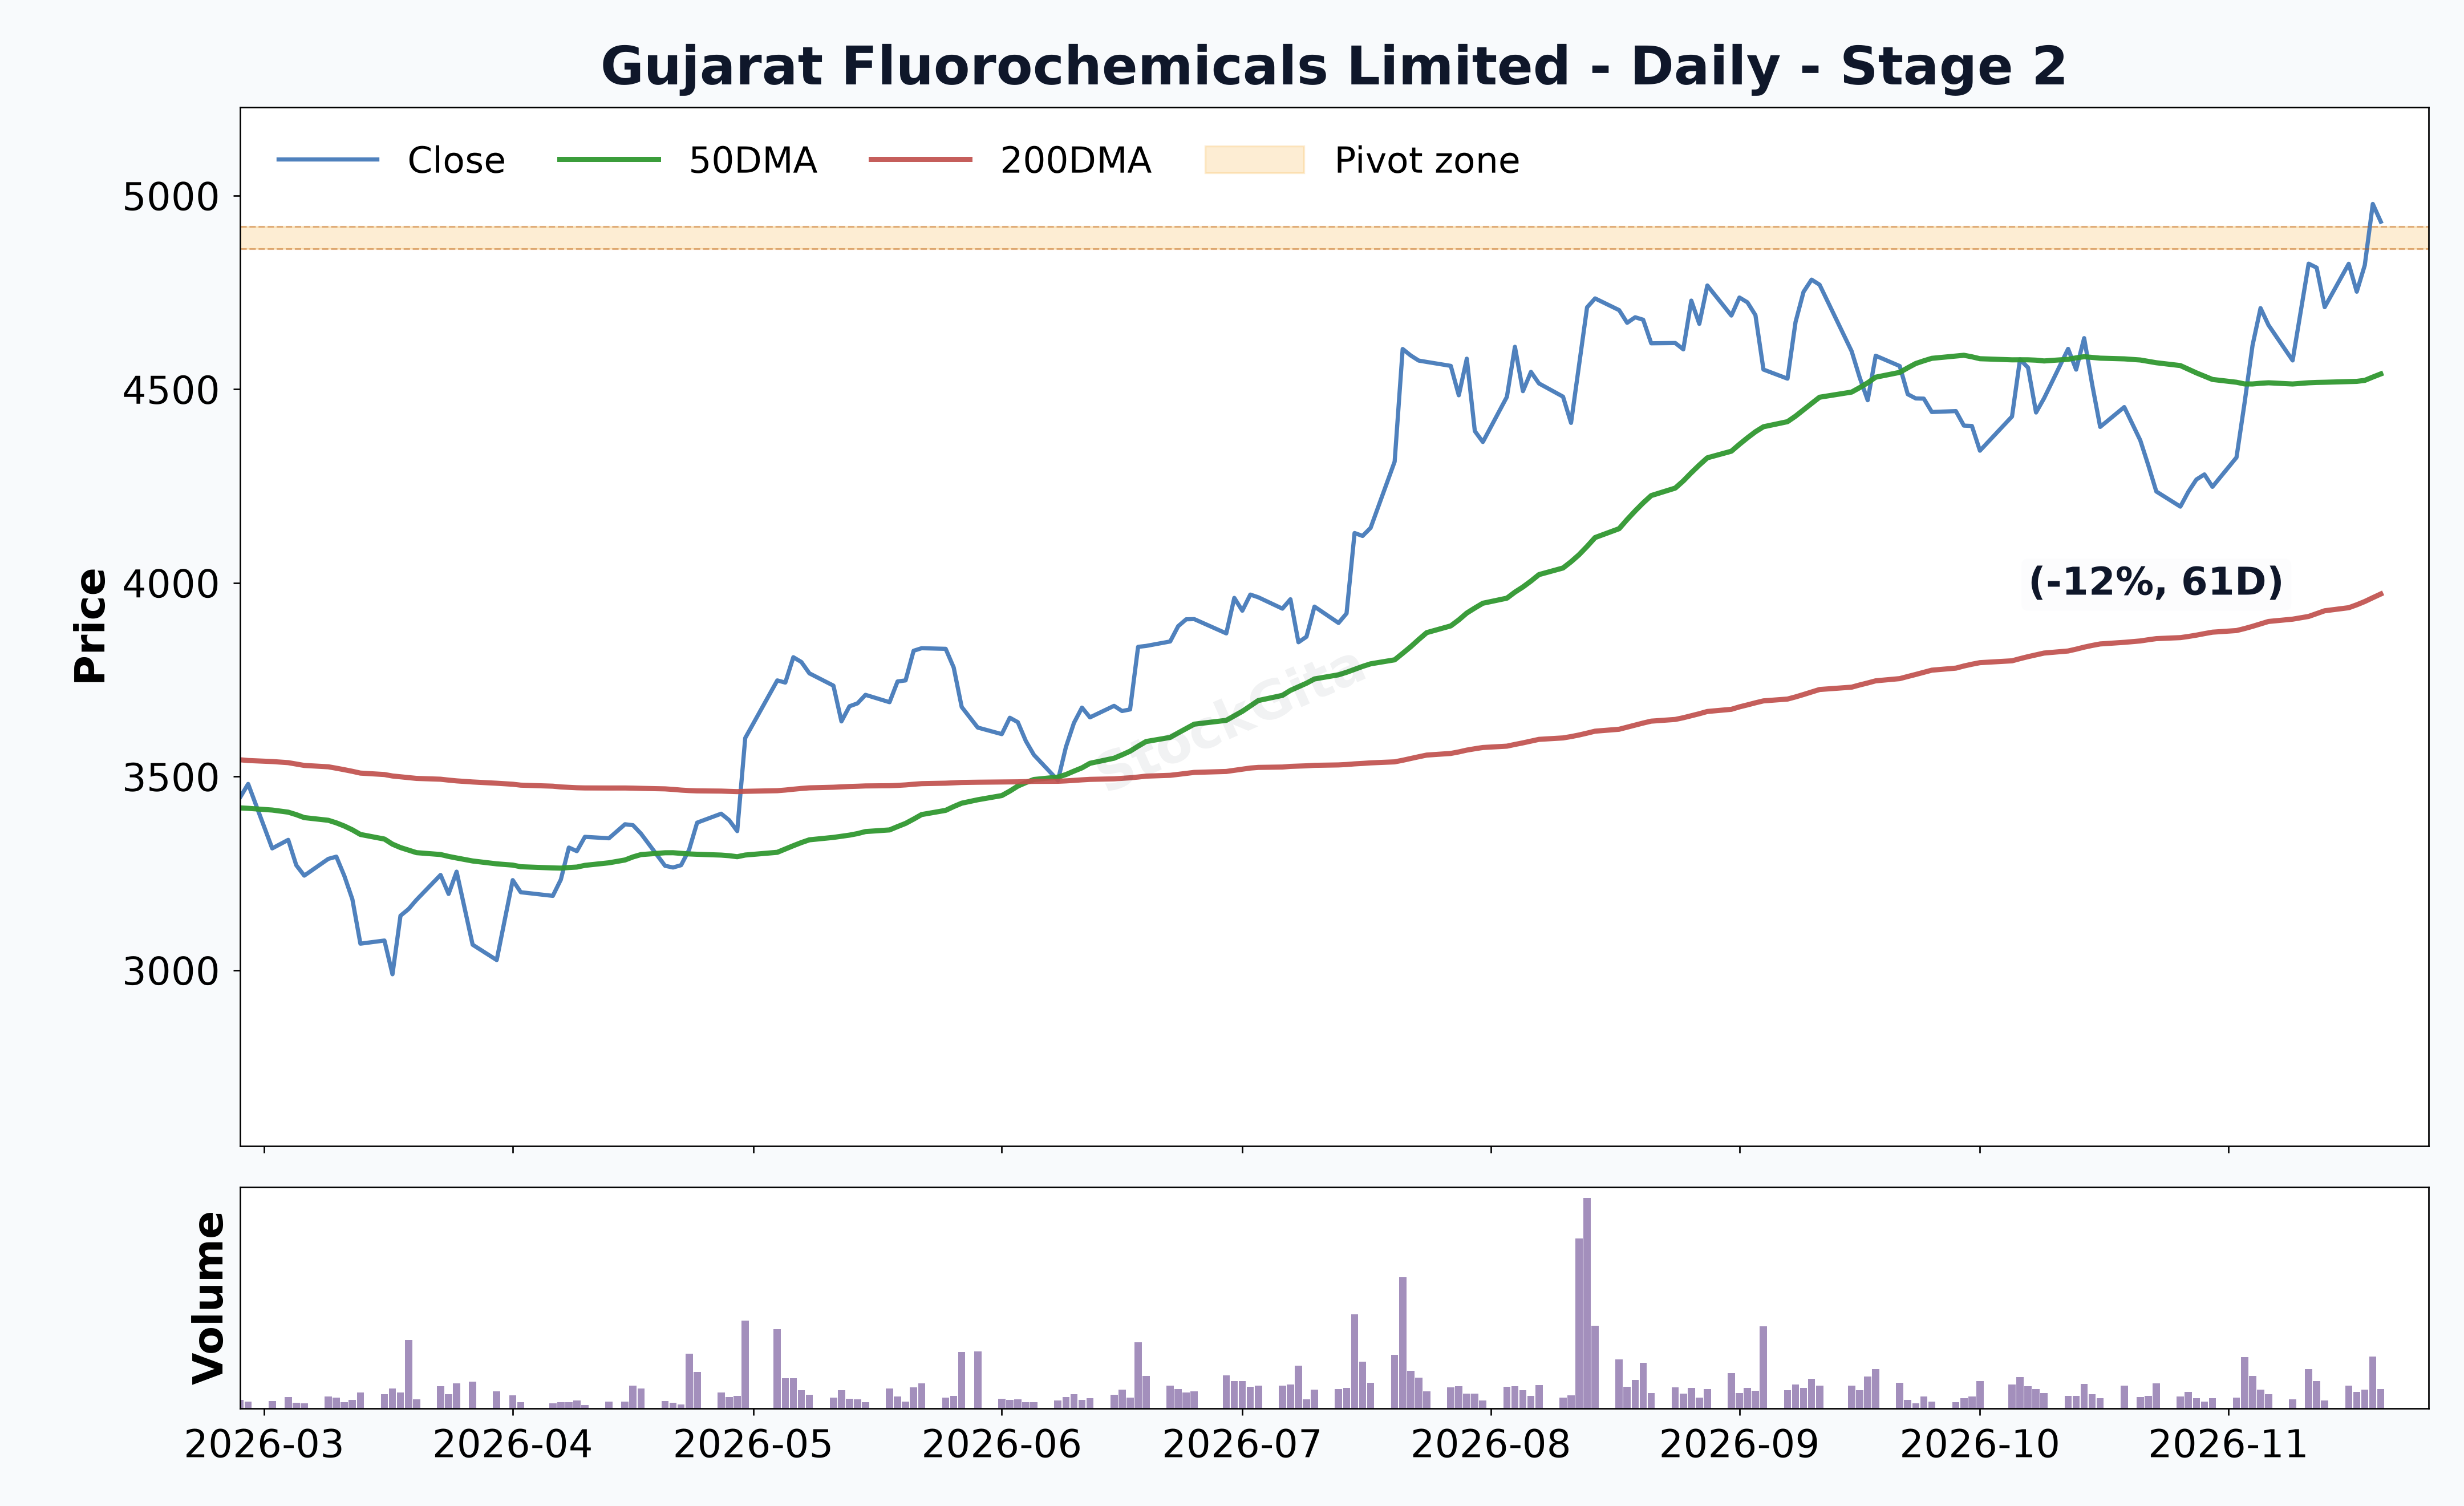 Gujarat Fluorochemicals Limited - Daily - Stage 2
Close 50DMA 200DMA Pivot zone
Price
5000
4500
4000
3500
3000
(-12%, 61D)
StockGita
Volume
2026-03 2026-04 2026-05 2026-06 2026-07 2026-08 2026-09 2026-10 2026-11